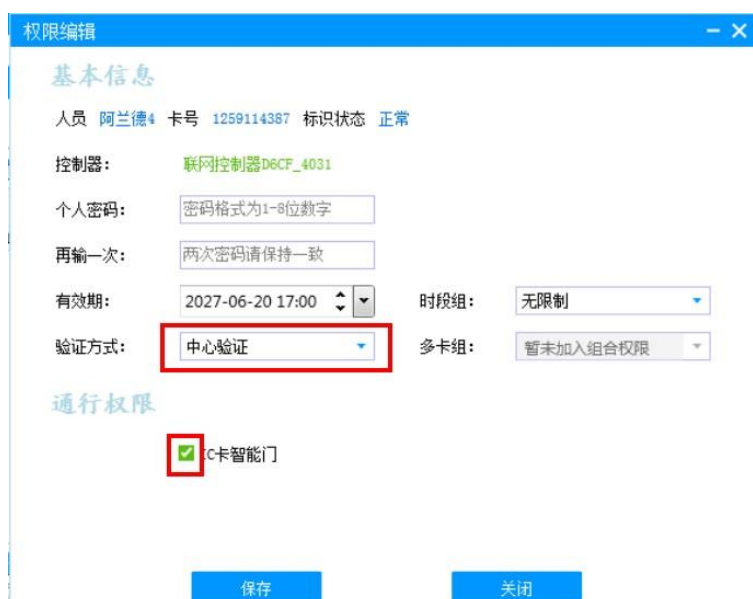 权限编辑
基本信息
人员 阿兰德4 卡号 1259114387 标识状态 正常
控制器： 联网控制器D6CF_4031
个人密码： 密码格式为1-8位数字
再输一次： 两次密码请保持一致
有效期： 2027-06-20 17:00 时段组： 无限制
验证方式： 中心验证 多卡组： 暂未加入组合权限
通行权限
IC卡智能门
保存 关闭